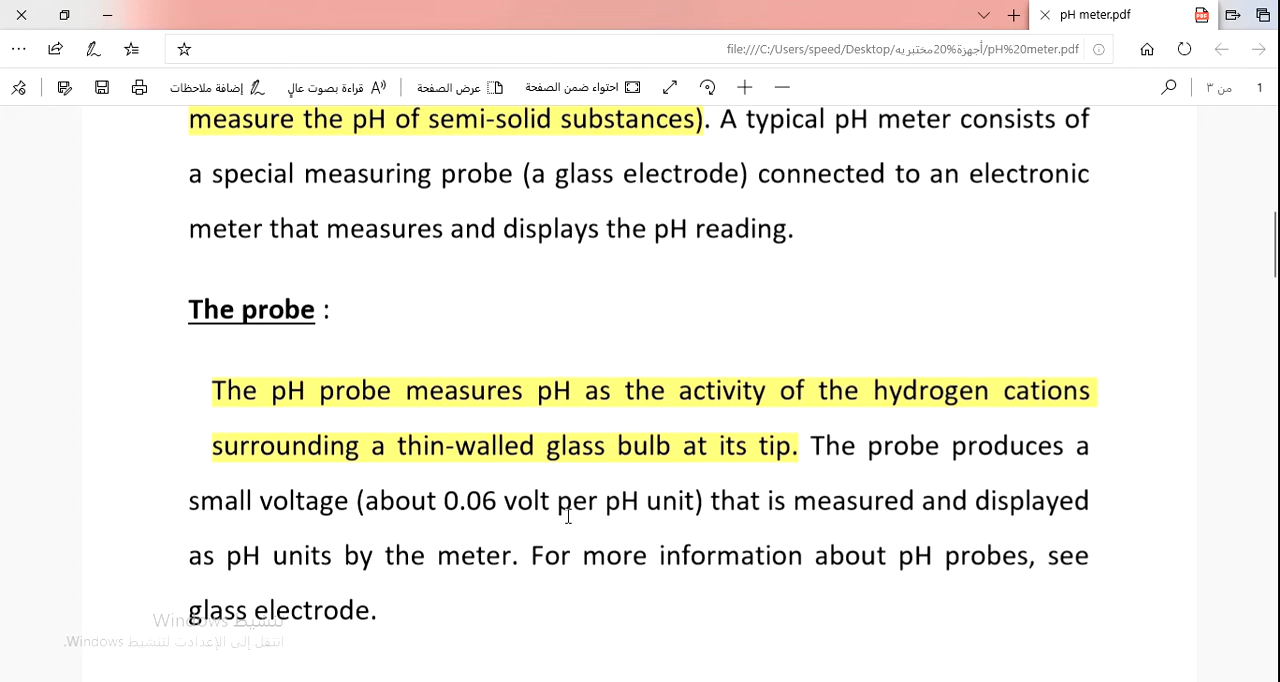 pH meter.pdf
file:///C:/Users/speed/Desktop/أجهزة%20مختبريه/pH%20meter.pdf
إضافة ملاحظات قراءة بصوت عالٍ عرض الصفحة احتواء ضمن الصفحة من ٣ 1
measure the pH of semi-solid substances). A typical pH meter consists of
a special measuring probe (a glass electrode) connected to an electronic
meter that measures and displays the pH reading.
The probe :
The pH probe measures pH as the activity of the hydrogen cations
surrounding a thin-walled glass bulb at its tip. The probe produces a
small voltage (about 0.06 volt per pH unit) that is measured and displayed
as pH units by the meter. For more information about pH probes, see
glass electrode.
تنشيط Windows
انتقل إلى الإعدادت لتنشيط Windows.